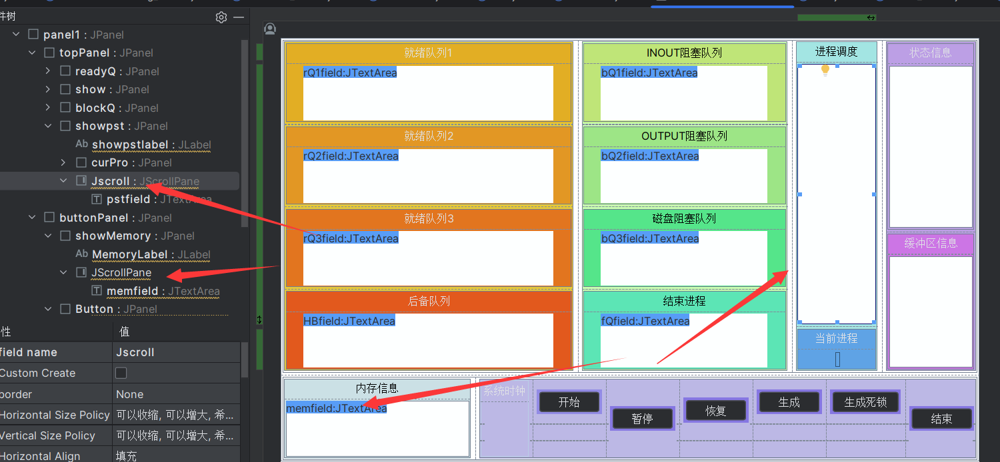 件树
panel1 : JPanel
topPanel : JPanel
readyQ : JPanel
show : JPanel
blockQ : JPanel
showpst : JPanel
Ab showpstlabel : JLabel
curPro : JPanel
Jscroll : JScrollPane
T pstfield : JTextArea
buttonPanel : JPanel
showMemory : JPanel
Ab MemoryLabel : JLabel
JScrollPane
T memfield : JTextArea
Button : JPanel
性 值
field name Jscroll
Custom Create
border None
Horizontal Size Policy 可以收缩, 可以增大, 希...
Vertical Size Policy 可以收缩, 可以增大, 希...
Horizontal Align 填充
就绪队列1
rQ1field:JTextArea
就绪队列2
rQ2field:JTextArea
就绪队列3
rQ3field:JTextArea
后备队列
HBfield:JTextArea
INOUT阻塞队列
bQ1field:JTextArea
OUTPUT阻塞队列
bQ2field:JTextArea
磁盘阻塞队列
bQ3field:JTextArea
结束进程
fQfield:JTextArea
进程调度
当前进程
状态信息
缓冲区信息
内存信息
memfield:JTextArea
系统时钟
开始
暂停
恢复
生成
生成死锁
结束